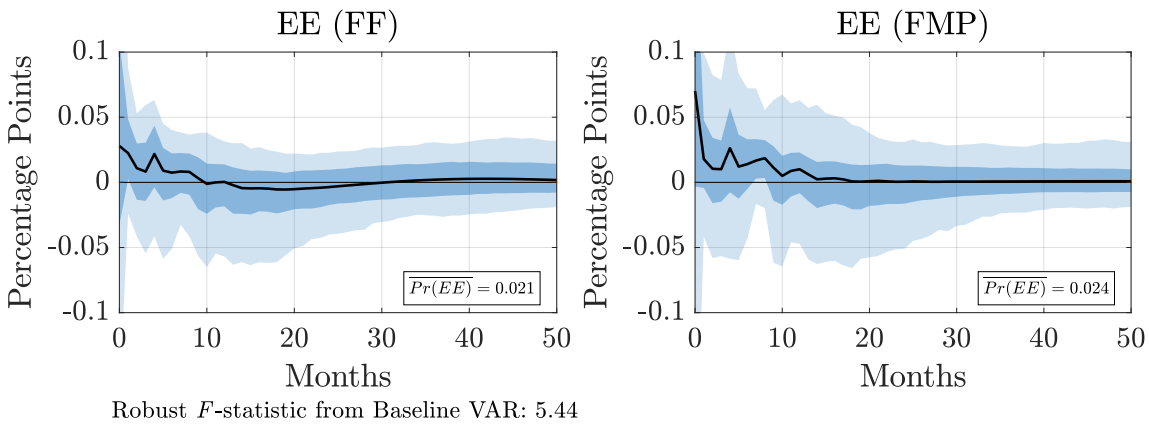 EE (FF)
Percentage Points
0.1
0.05
0
-0.05
-0.1
0 10 20 30 40 50
Months
$\overline{Pr(EE)} = 0.021$
EE (FMP)
Percentage Points
0.1
0.05
0
-0.05
-0.1
0 10 20 30 40 50
Months
$\overline{Pr(EE)} = 0.024$
Robust F-statistic from Baseline VAR: 5.44